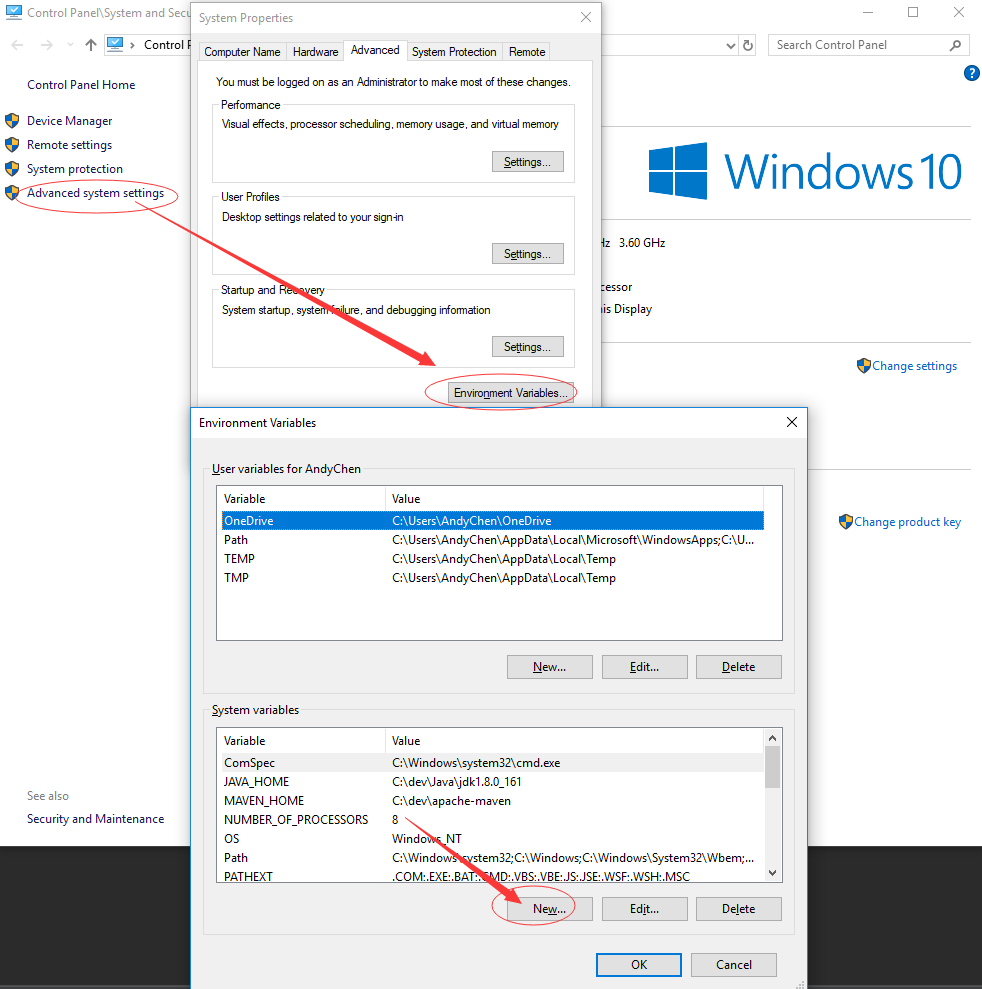 Control Panel\System and Secu
System Properties
Control P
Search Control Panel
Computer Name
Hardware
Advanced
System Protection
Remote
Control Panel Home
Device Manager
Remote settings
System protection
Advanced system settings
You must be logged on as an Administrator to make most of these changes.
Performance
Visual effects, processor scheduling, memory usage, and virtual memory
Settings...
User Profiles
Desktop settings related to your sign-in
Settings...
Startup and Recovery
System startup, system failure, and debugging information
Settings...
Environment Variables...
?
Windows 10
Hz 3.60 GHz
cessor
his Display
Change settings
Change product key
Environment Variables
User variables for AndyChen
Variable Value
OneDrive C:\Users\AndyChen\OneDrive
Path C:\Users\AndyChen\AppData\Local\Microsoft\WindowsApps;C:\U...
TEMP C:\Users\AndyChen\AppData\Local\Temp
TMP C:\Users\AndyChen\AppData\Local\Temp
New... Edit... Delete
System variables
Variable Value
ComSpec C:\Windows\system32\cmd.exe
JAVA_HOME C:\dev\Java\jdk1.8.0_161
MAVEN_HOME C:\dev\apache-maven
NUMBER_OF_PROCESSORS 8
OS Windows_NT
Path C:\Windows\system32;C:\Windows;C:\Windows\System32\Wbem;...
PATHEXT .COM;.EXE;.BAT;.CMD;.VBS;.VBE;.JS;.JSE;.WSF;.WSH;.MSC
New... Edit... Delete
OK Cancel
See also
Security and Maintenance